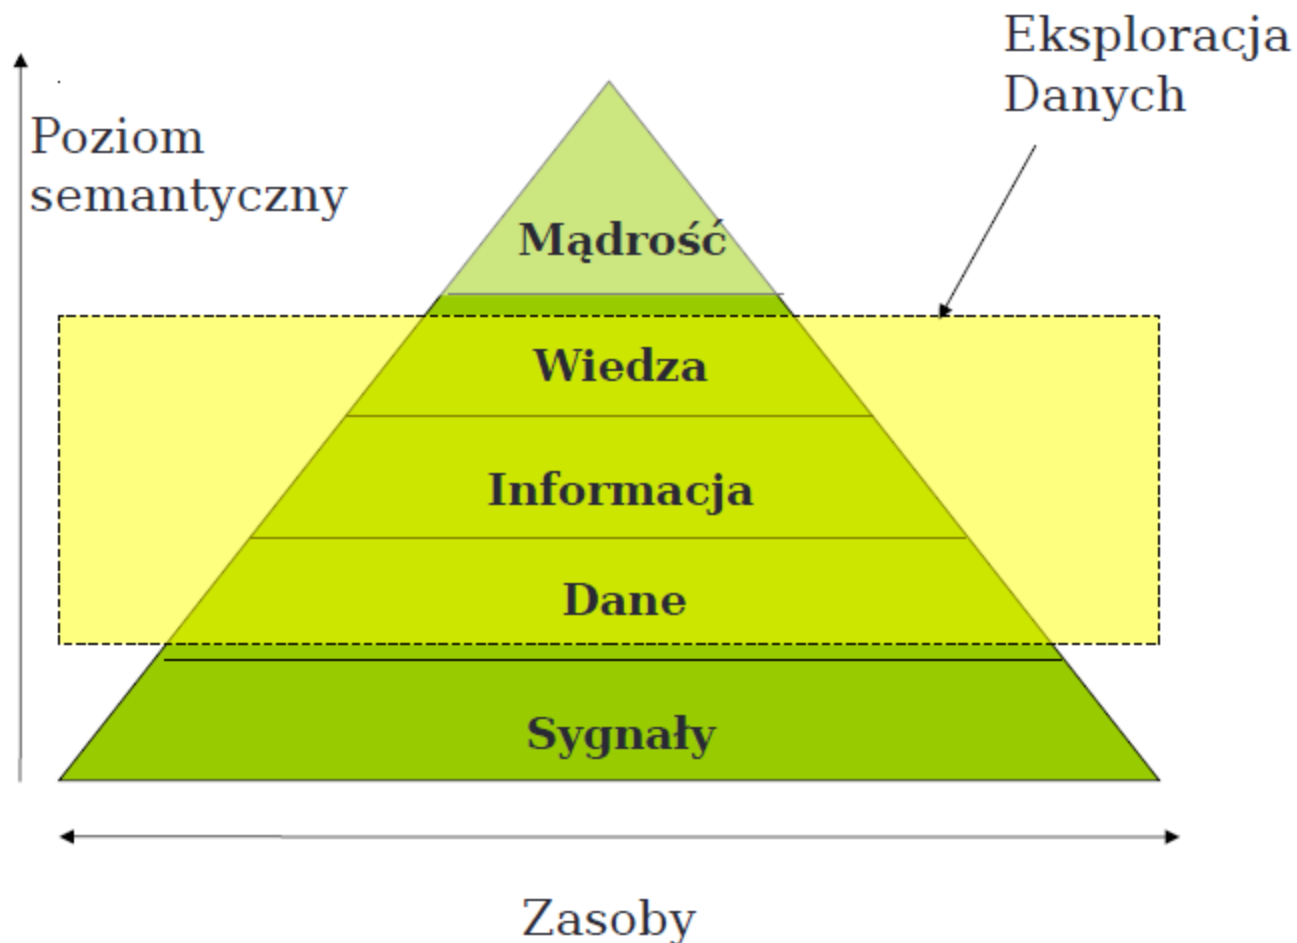 Eksploracja
Danych
Poziom
semantyczny
Mądrość
Wiedza
Informacja
Dane
Sygnały
Zasoby